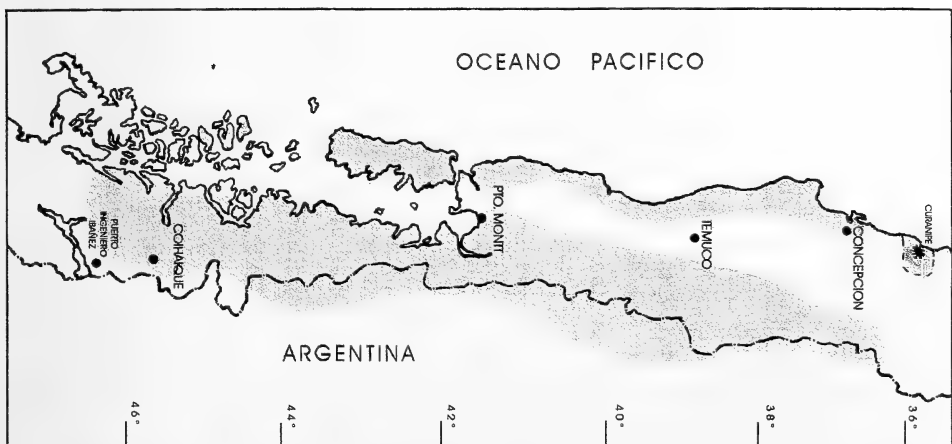 OCEANO PACIFICO
CURANIPE
CONCEPCION
TEMUCO
PTO. MONTT
COIHAIQUE
PUERTO
INGENIERO
IBAÑEZ
ARGENTINA
46°
44°
42°
40°
38°
36°